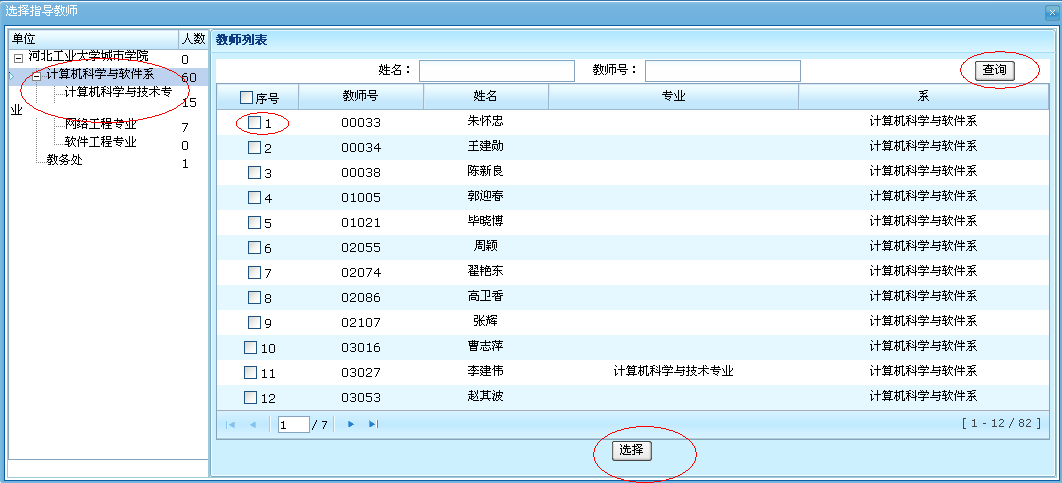 选择指导教师
单位 人数
河北工业大学城市学院 0
计算机科学与软件系 60
计算机科学与技术专业 15
网络工程专业 7
软件工程专业 0
教务处 1
教师列表
姓名： 教师号： 查询
序号 教师号 姓名 专业 系
1 00033 朱怀忠 计算机科学与软件系
2 00034 王建勋 计算机科学与软件系
3 00038 陈新良 计算机科学与软件系
4 01005 郭迎春 计算机科学与软件系
5 01021 毕晓博 计算机科学与软件系
6 02055 周颖 计算机科学与软件系
7 02074 翟艳东 计算机科学与软件系
8 02086 高卫香 计算机科学与软件系
9 02107 张辉 计算机科学与软件系
10 03016 曹志萍 计算机科学与软件系
11 03027 李建伟 计算机科学与技术专业 计算机科学与软件系
12 03053 赵其波 计算机科学与软件系
1 / 7 [ 1 - 12 / 82 ]
选择